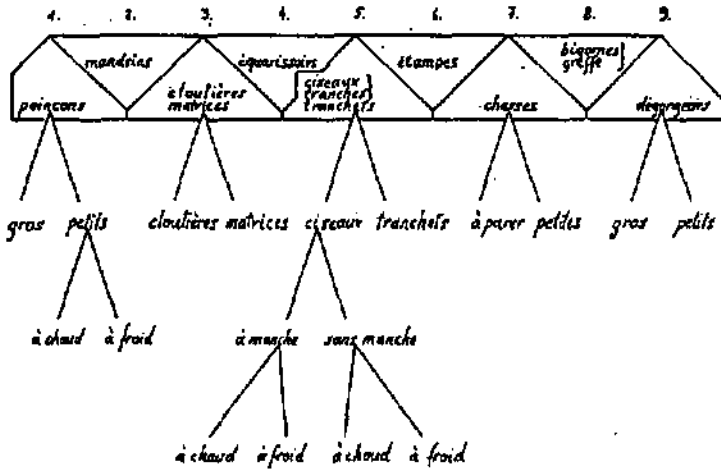 1. 2. 3. 4. 5. 6. 7. 8. 9.
mandrins équarissoirs étampes bigornes
griffe
ciseaux
cloutières tranches
poinçons matrices tranchets chasses dégorgeoirs
gros petits cloutières matrices ciseaux tranchets à parer petites gros petits
à chaud à froid à manche sans manche
à chaud à froid à chaud à froid